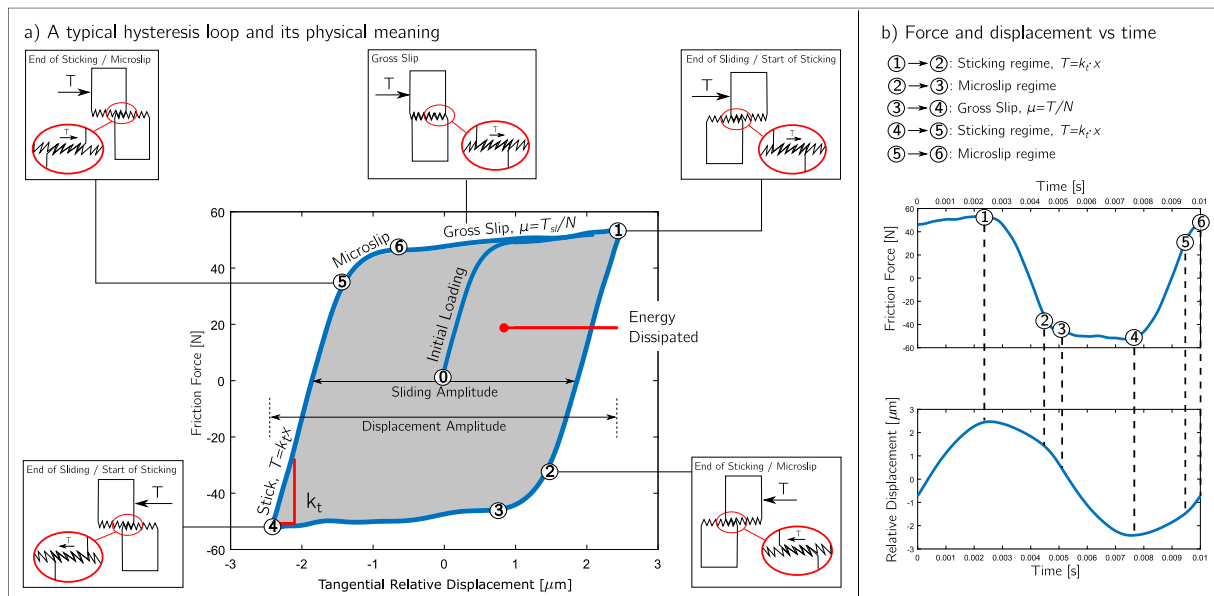 a) A typical hysteresis loop and its physical meaning
End of Sticking / Microslip
T
T
Gross Slip
T
T
End of Sliding / Start of Sticking
T
T
Gross Slip, μ=Tsl/N
Microslip
Initial Loading
Energy
Dissipated
Sliding Amplitude
Displacement Amplitude
Stick, T=ktx
kt
0
1
2
3
4
5
6
Friction Force [N]
60
40
20
0
-20
-40
-60
-3
-2
-1
0
1
2
3
Tangential Relative Displacement [μm]
End of Sliding / Start of Sticking
T
T
End of Sticking / Microslip
T
T
b) Force and displacement vs time
1→2: Sticking regime, T=kt·x
2→3: Microslip regime
3→4: Gross Slip, μ=T/N
4→5: Sticking regime, T=kt·x
5→6: Microslip regime
Time [s]
0 0.001 0.002 0.003 0.004 0.005 0.006 0.007 0.008 0.009 0.01
Friction Force [N]
60
40
20
0
-20
-40
-60
1
2
3
4
5
6
Relative Displacement [μm]
3
2
1
0
-1
-2
-3
0 0.001 0.002 0.003 0.004 0.005 0.006 0.007 0.008 0.009 0.01
Time [s]